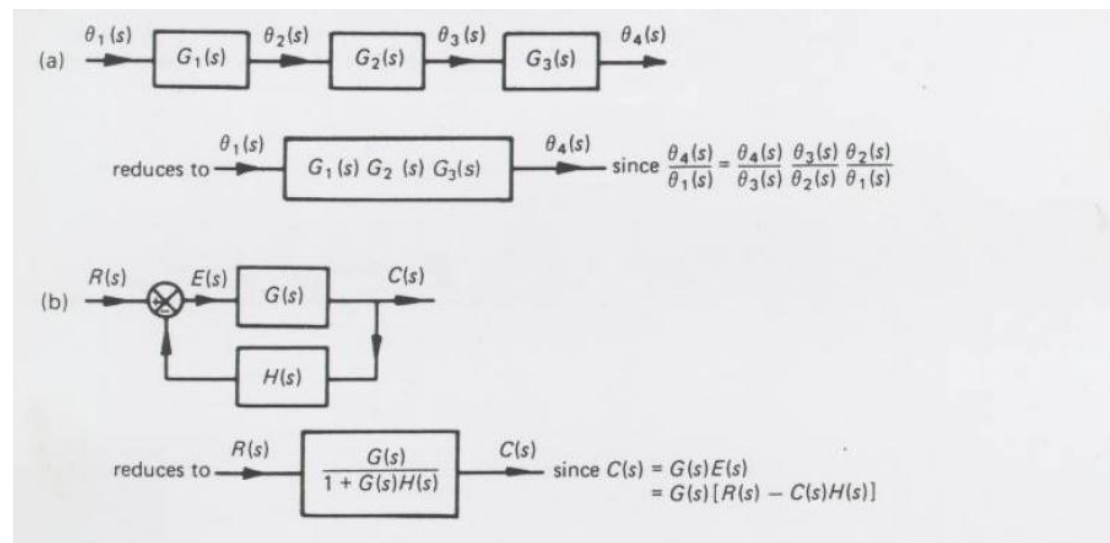 θ₁(s) θ₂(s) θ₃(s) θ₄(s)
(a) G₁(s) G₂(s) G₃(s)
θ₁(s) θ₄(s)
reduces to G₁(s) G₂ (s) G₃(s) since θ₄(s)/θ₁(s) = θ₄(s)/θ₃(s) θ₃(s)/θ₂(s) θ₂(s)/θ₁(s)
R(s) E(s) C(s)
(b) + − G(s)
H(s)
R(s) C(s)
reduces to G(s)/1 + G(s)H(s) since C(s) = G(s)E(s)
= G(s)[R(s) − C(s)H(s)]